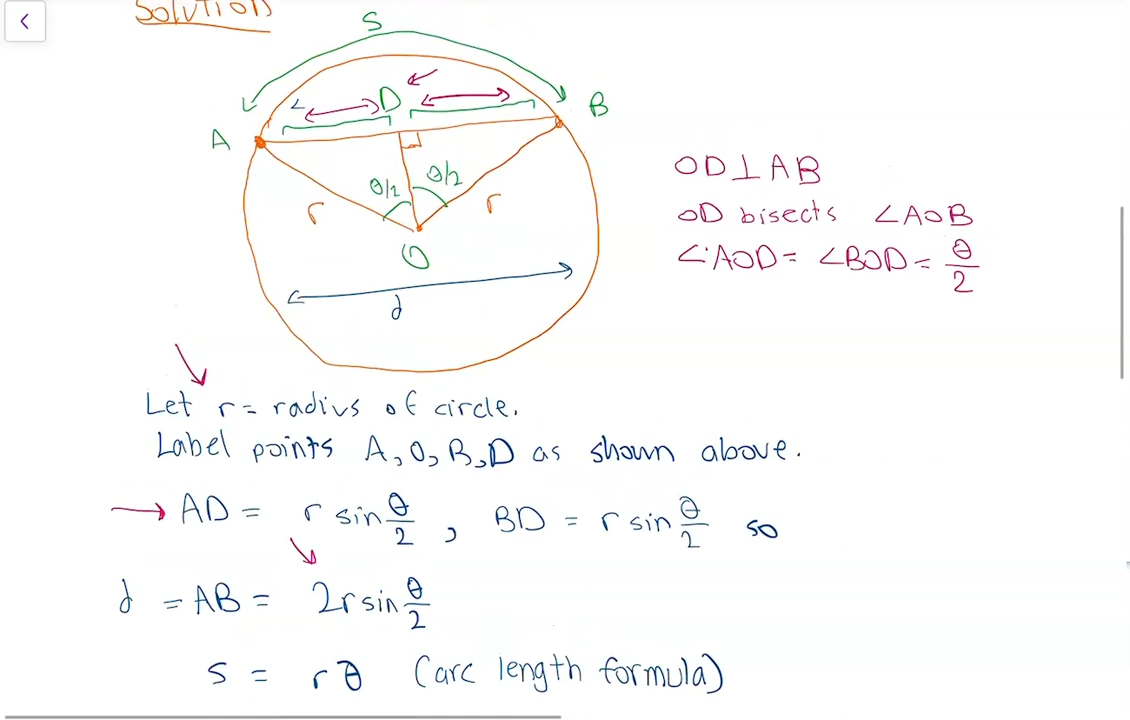 Solution
S
D
A
B
θ/2 θ/2
r r
O
d
OD ⊥ AB
OD bisects ∠AOB
∠AOD = ∠BOD = θ/2
Let r = radius of circle.
Label points A, O, B, D as shown above.
AD = r sin θ/2 , BD = r sin θ/2 so
d = AB = 2r sin θ/2
s = rθ (arc length formula)